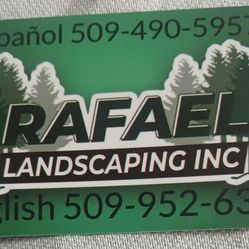 pañol 509-490-595
RAFAEL
LANDSCAPING INC
glish 509-952-63